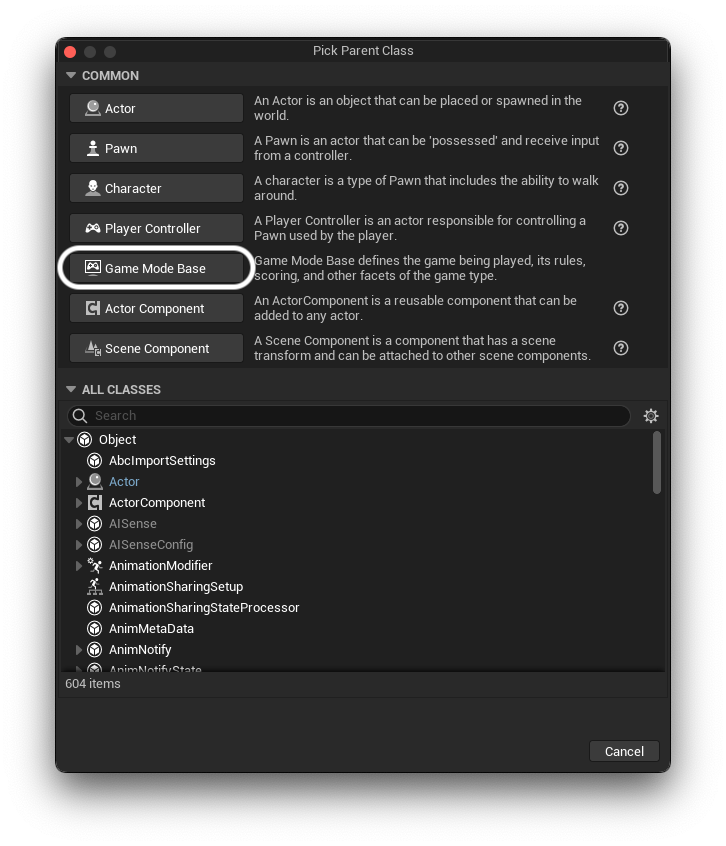 Pick Parent Class
COMMON
Actor
An Actor is an object that can be placed or spawned in the
world.
Pawn
A Pawn is an actor that can be 'possessed' and receive input
from a controller.
Character
A character is a type of Pawn that includes the ability to walk
around.
Player Controller
A Player Controller is an actor responsible for controlling a
Pawn used by the player.
Game Mode Base
Game Mode Base defines the game being played, its rules,
scoring, and other facets of the game type.
Actor Component
An ActorComponent is a reusable component that can be
added to any actor.
Scene Component
A Scene Component is a component that has a scene
transform and can be attached to other scene components.
ALL CLASSES
Search
Object
AbcImportSettings
Actor
ActorComponent
AISense
AISenseConfig
AnimationModifier
AnimationSharingSetup
AnimationSharingStateProcessor
AnimMetaData
AnimNotify
AnimNotifyState
604 items
Cancel